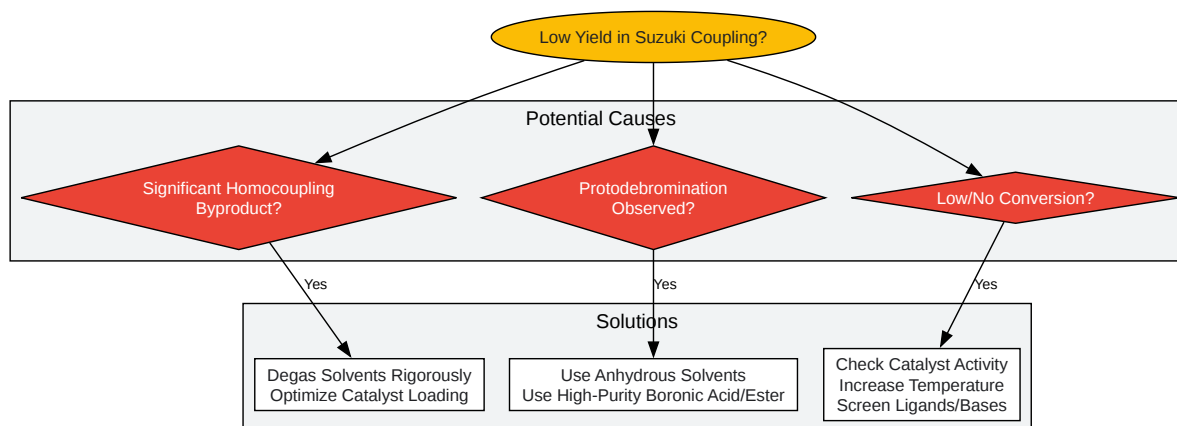 Low Yield in Suzuki Coupling?
Potential Causes
Significant Homocoupling
Byproduct?
Protodebromination
Observed?
Low/No Conversion?
Yes
Yes
Yes
Solutions
Degas Solvents Rigorously
Optimize Catalyst Loading
Use Anhydrous Solvents
Use High-Purity Boronic Acid/Ester
Check Catalyst Activity
Increase Temperature
Screen Ligands/Bases